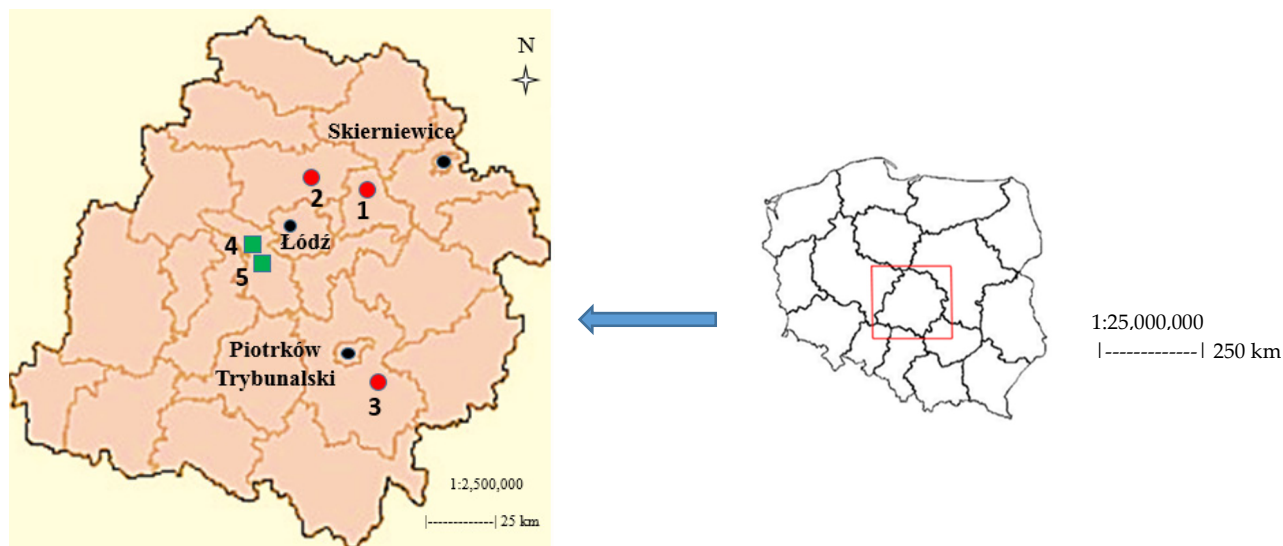 N
Skierniewice
2
1
Łódź
4
5
Piotrków
Trybunalski
3
1:2,500,000
|-------------| 25 km
1:25,000,000
|-------------| 250 km